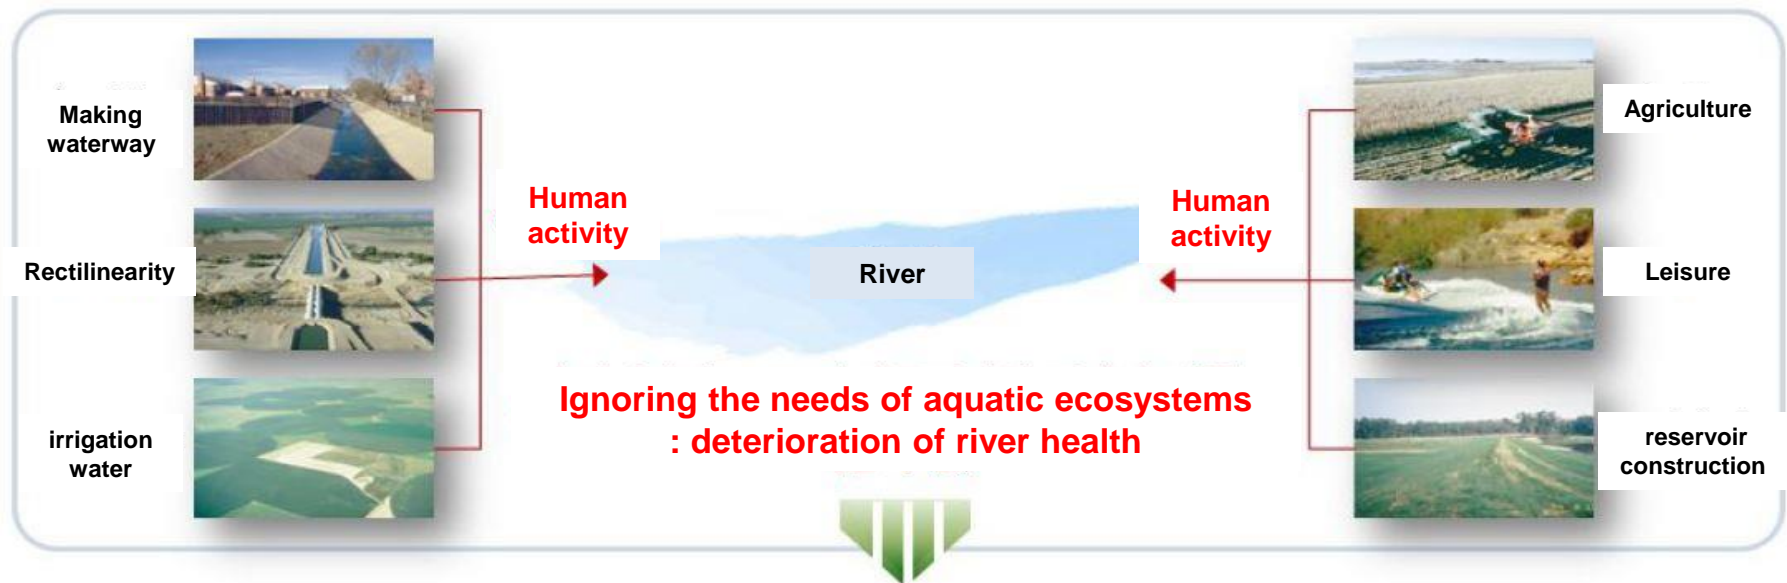 Making
waterway
Rectilinearity
irrigation
water
Human
activity
River
Ignoring the needs of aquatic ecosystems
: deterioration of river health
Human
activity
Agriculture
Leisure
reservoir
construction